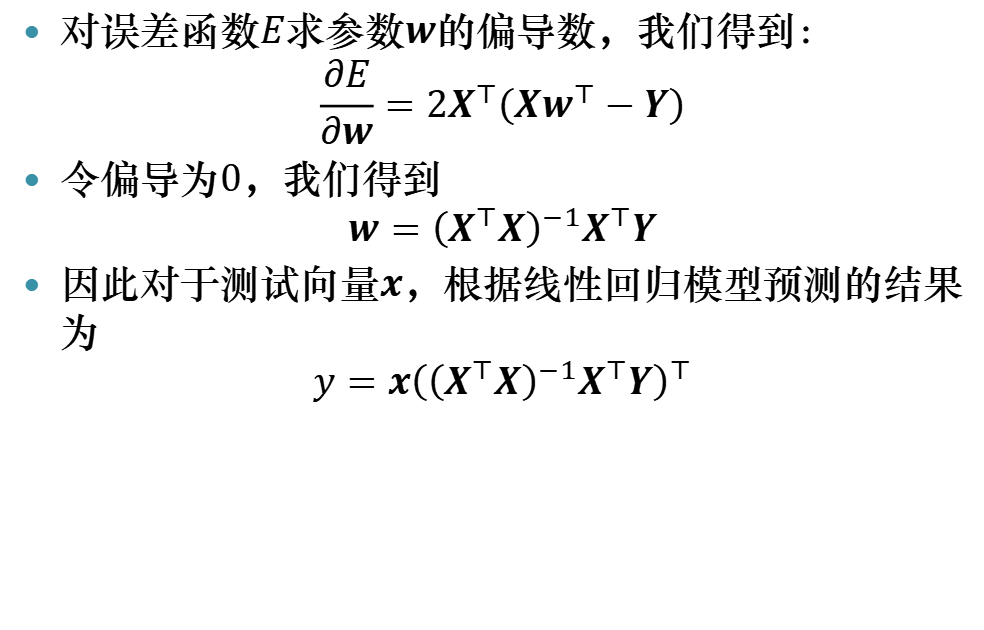 • 对误差函数E求参数w的偏导数，我们得到：
∂E/∂w = 2X⊤(Xw⊤ − Y)
• 令偏导为0，我们得到
w = (X⊤X)⁻¹X⊤Y
• 因此对于测试向量x，根据线性回归模型预测的结果
为
y = x((X⊤X)⁻¹X⊤Y)⊤